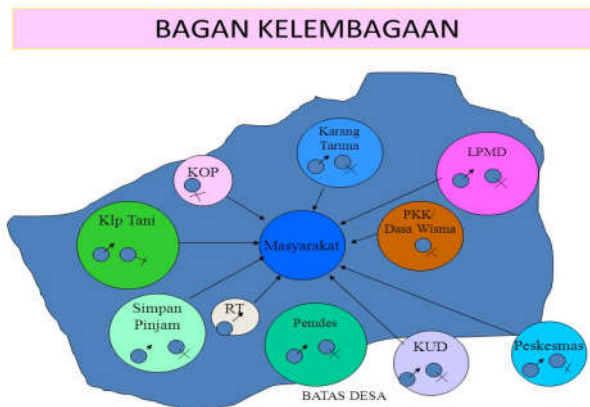 BAGAN KELEMBAGAAN
Karang
Taruna
LPMD
KOP
Klp Tani
PKK/
Dasa Wisma
Masyarakat
Simpan
Pinjam
RT
Pemdes
KUD
Peskesmas
BATAS DESA